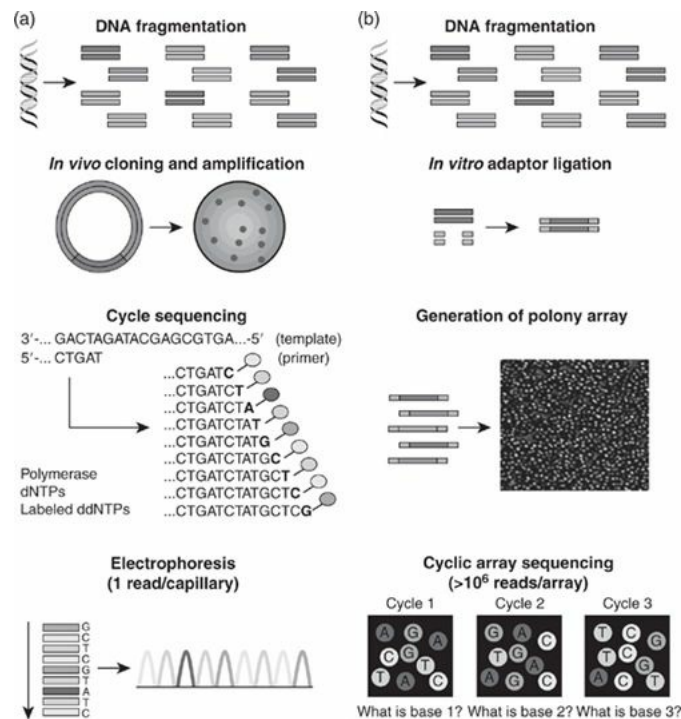 (a)
DNA fragmentation
In vivo cloning and amplification
Cycle sequencing
3'-... GACTAGATACGAGCGTGA...-5' (template)
5'-... CTGAT (primer)
...CTGATC
...CTGATCT
...CTGATCTA
...CTGATCTAT
...CTGATCTATG
...CTGATCTATGC
...CTGATCTATGCT
...CTGATCTATGCTC
...CTGATCTATGCTCG
Polymerase
dNTPs
Labeled ddNTPs
Electrophoresis
(1 read/capillary)
G
C
T
C
G
T
A
T
C
(b)
DNA fragmentation
In vitro adaptor ligation
Generation of polony array
Cyclic array sequencing
(>10⁶ reads/array)
Cycle 1
A G A
C G T
T A C
What is base 1?
Cycle 2
G A C
T G A
A G C
What is base 2?
Cycle 3
T C G
T C G
A C T
What is base 3?